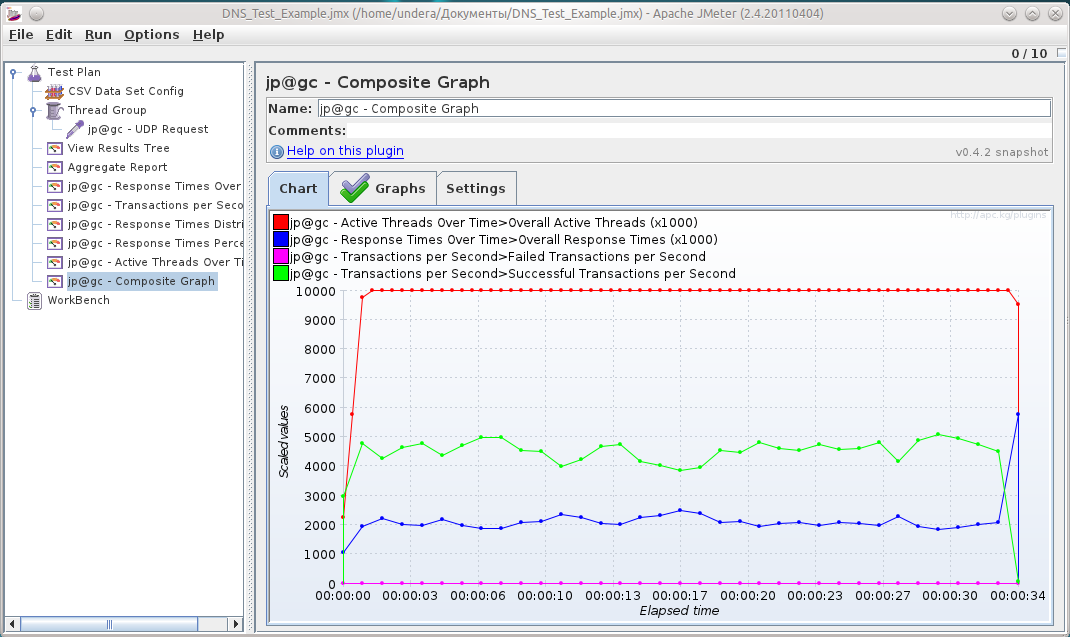 DNS_Test_Example.jmx (/home/undera/Документы/DNS_Test_Example.jmx) - Apache JMeter (2.4.20110404)
File Edit Run Options Help
0 / 10
Test Plan
CSV Data Set Config
Thread Group
jp@gc - UDP Request
View Results Tree
Aggregate Report
jp@gc - Response Times Over
jp@gc - Transactions per Seco
jp@gc - Response Times Distri
jp@gc - Response Times Perce
jp@gc - Active Threads Over Ti
jp@gc - Composite Graph
WorkBench
jp@gc - Composite Graph
Name: jp@gc - Composite Graph
Comments:
Help on this plugin
v0.4.2 snapshot
Chart Graphs Settings
http://apc.kg/plugins
jp@gc - Active Threads Over Time>Overall Active Threads (x1000)
jp@gc - Response Times Over Time>Overall Response Times (x1000)
jp@gc - Transactions per Second>Failed Transactions per Second
jp@gc - Transactions per Second>Successful Transactions per Second
10000
9000
8000
7000
6000
5000
4000
3000
2000
1000
0
Scaled values
00:00:00 00:00:03 00:00:06 00:00:10 00:00:13 00:00:17 00:00:20 00:00:23 00:00:27 00:00:30 00:00:34
Elapsed time